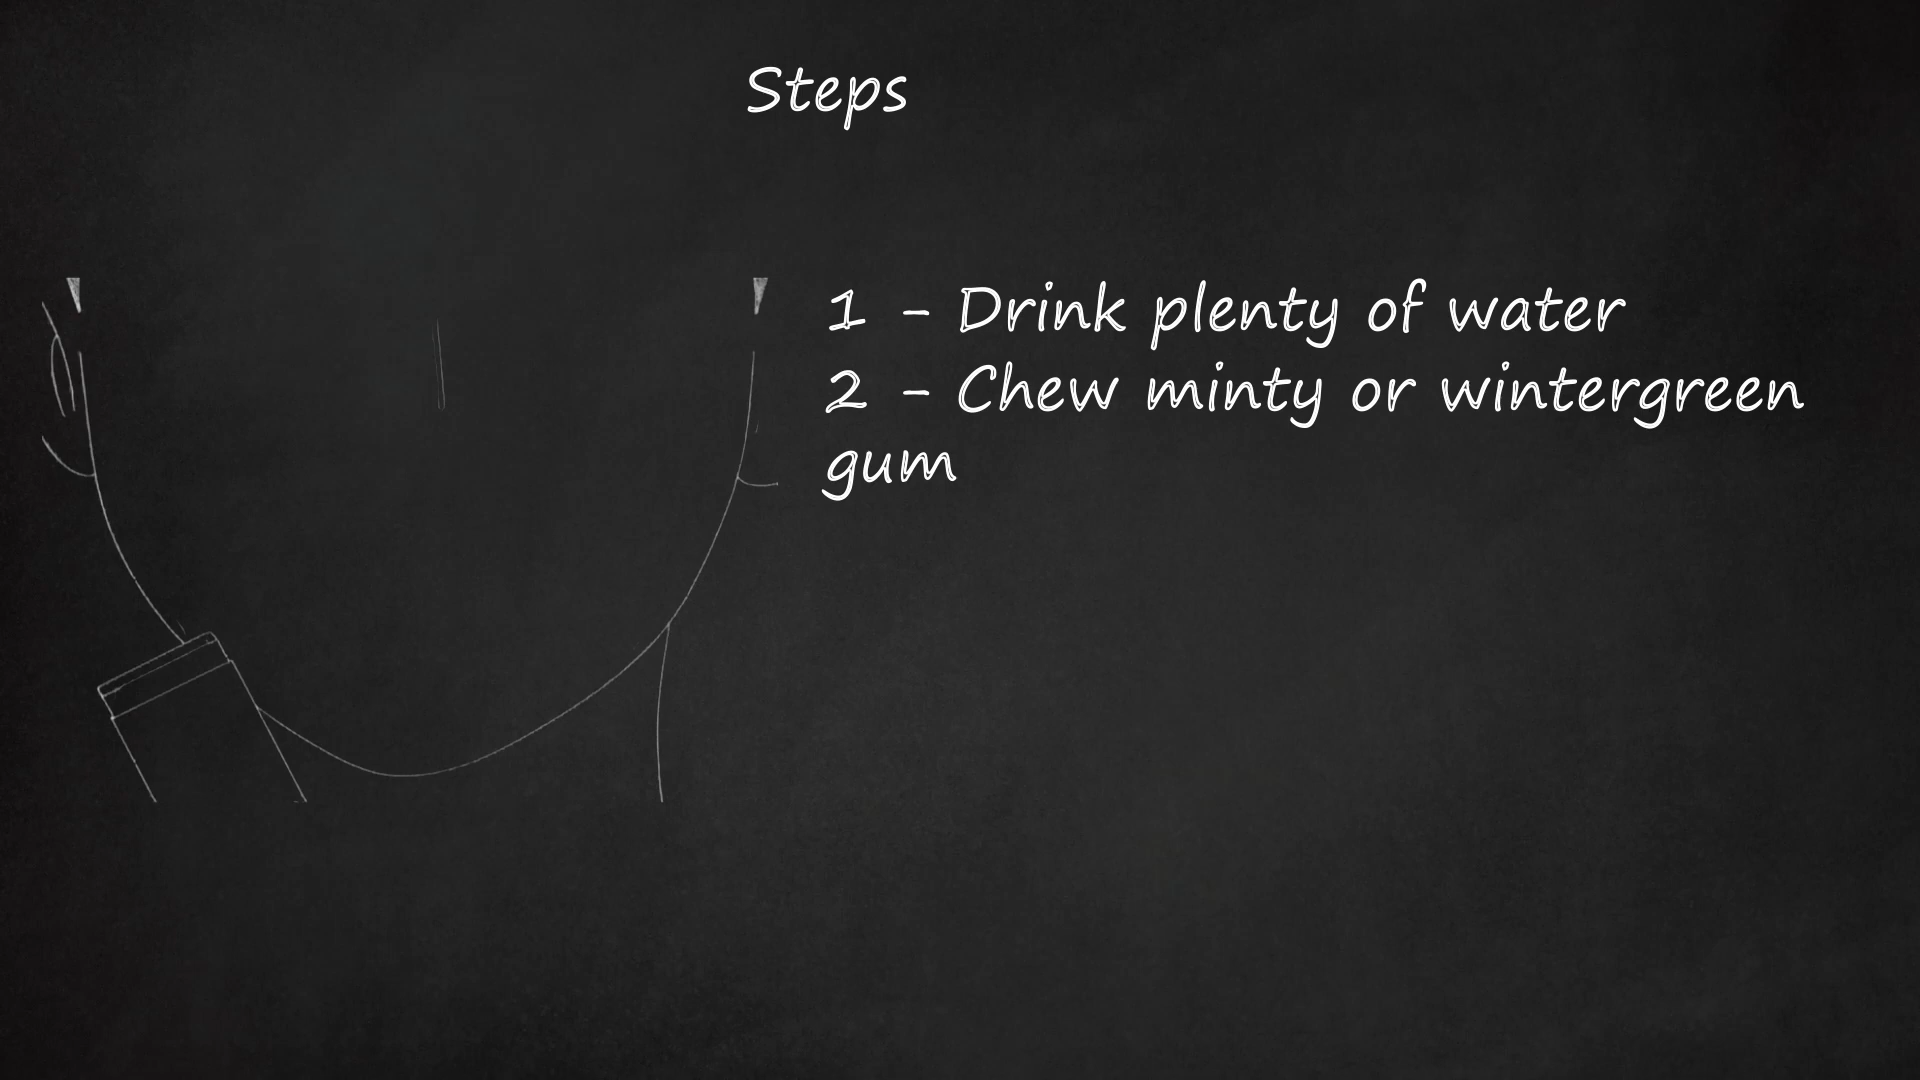 Steps
1 - Drink plenty of water
2 - Chew minty or wintergreen
gum